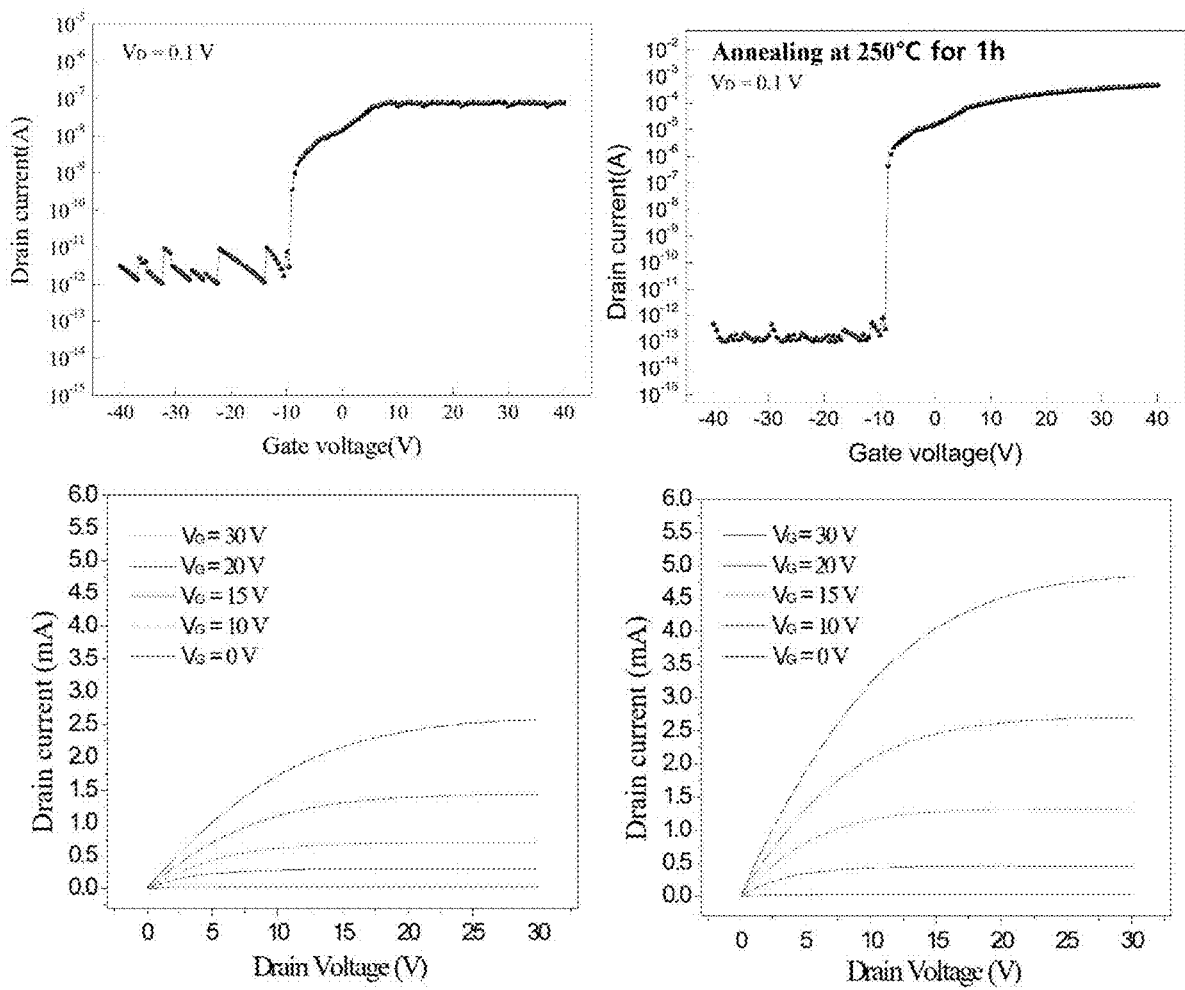 V_D = 0.1 V
Drain current(A)
10^-5
10^-6
10^-7
10^-8
10^-9
10^-10
10^-11
10^-12
10^-13
10^-14
10^-15
-40 -30 -20 -10 0 10 20 30 40
Gate voltage(V)
Annealing at 250°C for 1h
V_D = 0.1 V
Drain current(A)
10^-2
10^-3
10^-4
10^-5
10^-6
10^-7
10^-8
10^-9
10^-10
10^-11
10^-12
10^-13
10^-14
10^-15
-40 -30 -20 -10 0 10 20 30 40
Gate voltage(V)
Drain current (mA)
6.0
5.5
5.0
4.5
4.0
3.5
3.0
2.5
2.0
1.5
1.0
0.5
0.0
V_G = 30 V
V_G = 20 V
V_G = 15 V
V_G = 10 V
V_G = 0 V
0 5 10 15 20 25 30
Drain Voltage (V)
Drain current (mA)
6.0
5.5
5.0
4.5
4.0
3.5
3.0
2.5
2.0
1.5
1.0
0.5
0.0
V_G = 30 V
V_G = 20 V
V_G = 15 V
V_G = 10 V
V_G = 0 V
0 5 10 15 20 25 30
Drain Voltage (V)